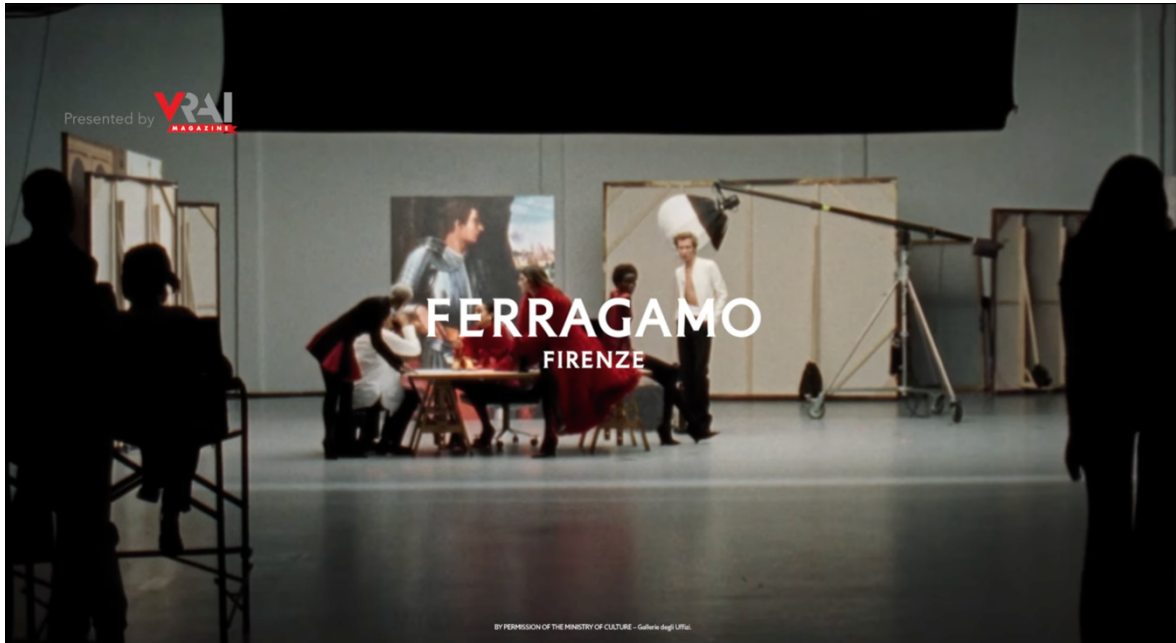 Presented by VRAI
MAGAZINE
FERRAGAMO
FIRENZE
BY PERMISSION OF THE MINISTRY OF CULTURE – Gallerie degli Uffizi.